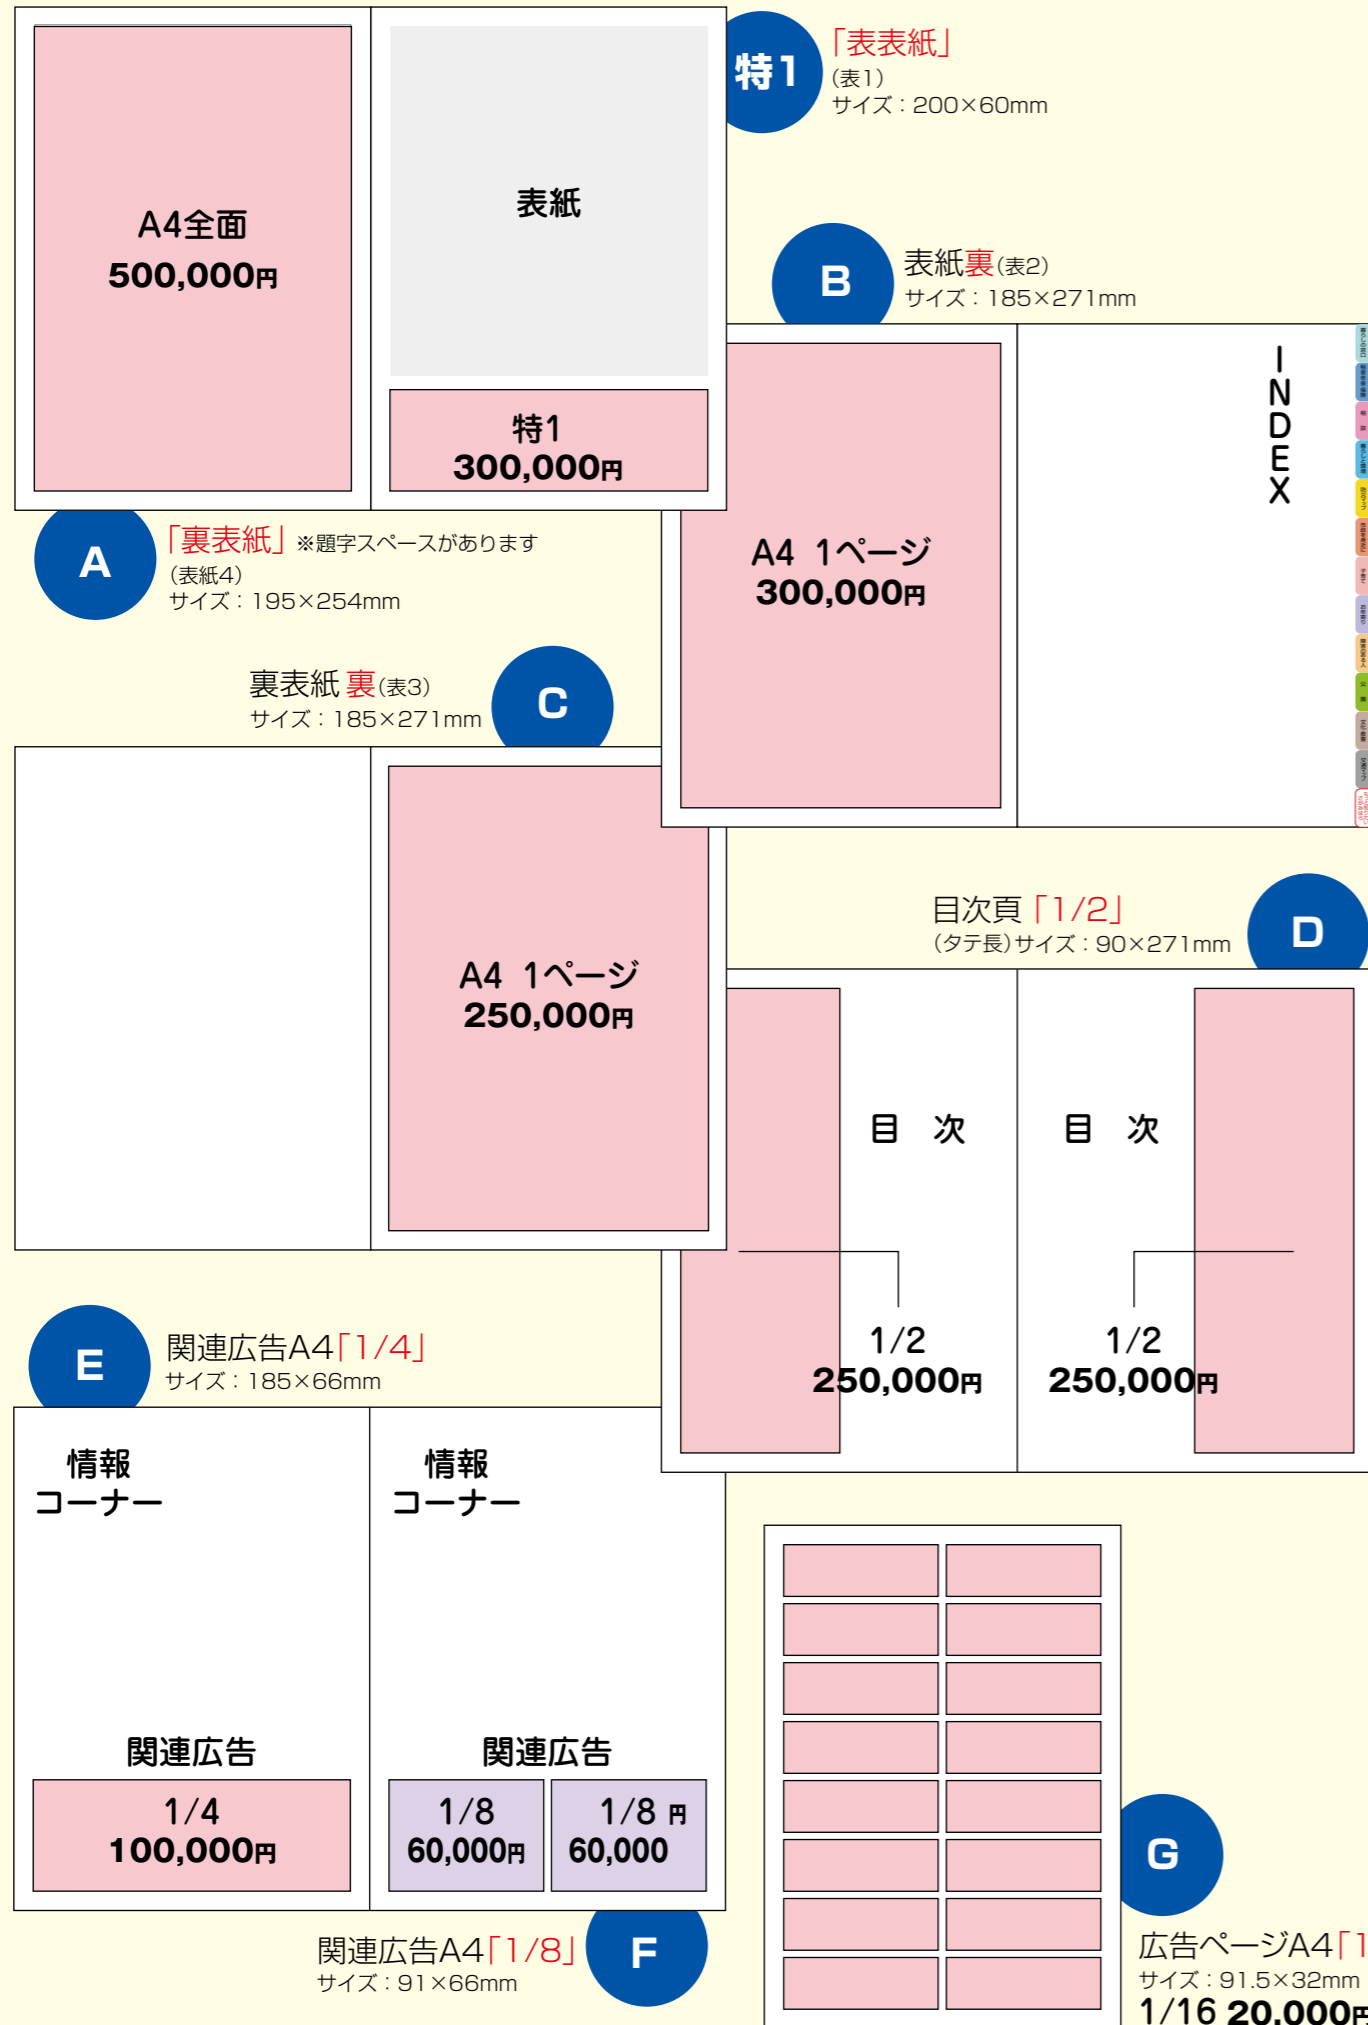 特1
「表表紙」
(表1)
サイズ：200×60mm
A4全面
500,000円
表紙
特1
300,000円
A
「裏表紙」※題字スペースがあります
(表紙4)
サイズ：195×254mm
B
表紙裏(表2)
サイズ：185×271mm
INDEX
A4 1ページ
300,000円
裏表紙 裏(表3)
サイズ：185×271mm
C
A4 1ページ
250,000円
目次頁「1/2」
(タテ長)サイズ：90×271mm
D
目 次
目 次
1/2
250,000円
1/2
250,000円
E
関連広告A4「1/4」
サイズ：185×66mm
情報
コーナー
情報
コーナー
関連広告
1/4
100,000円
関連広告
1/8
60,000円
1/8 円
60,000
関連広告A4「1/8」
サイズ：91×66mm
F
G
広告ページA4「1
サイズ：91.5×32mm
1/16 20,000円